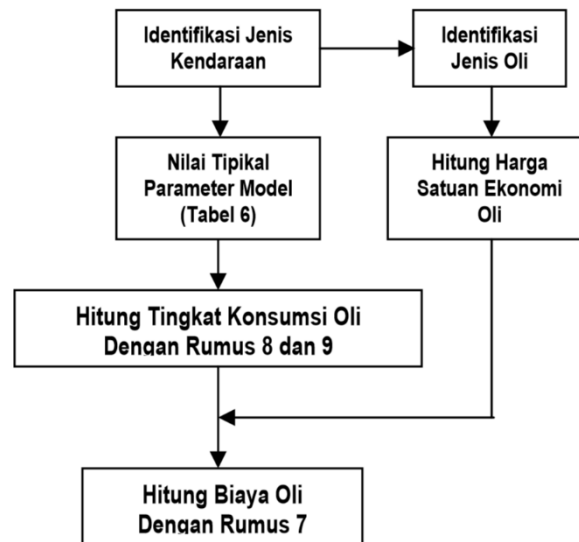 Identifikasi Jenis
Kendaraan
Identifikasi
Jenis Oli
Nilai Tipikal
Parameter Model
(Tabel 6)
Hitung Harga
Satuan Ekonomi
Oli
Hitung Tingkat Konsumsi Oli
Dengan Rumus 8 dan 9
Hitung Biaya Oli
Dengan Rumus 7